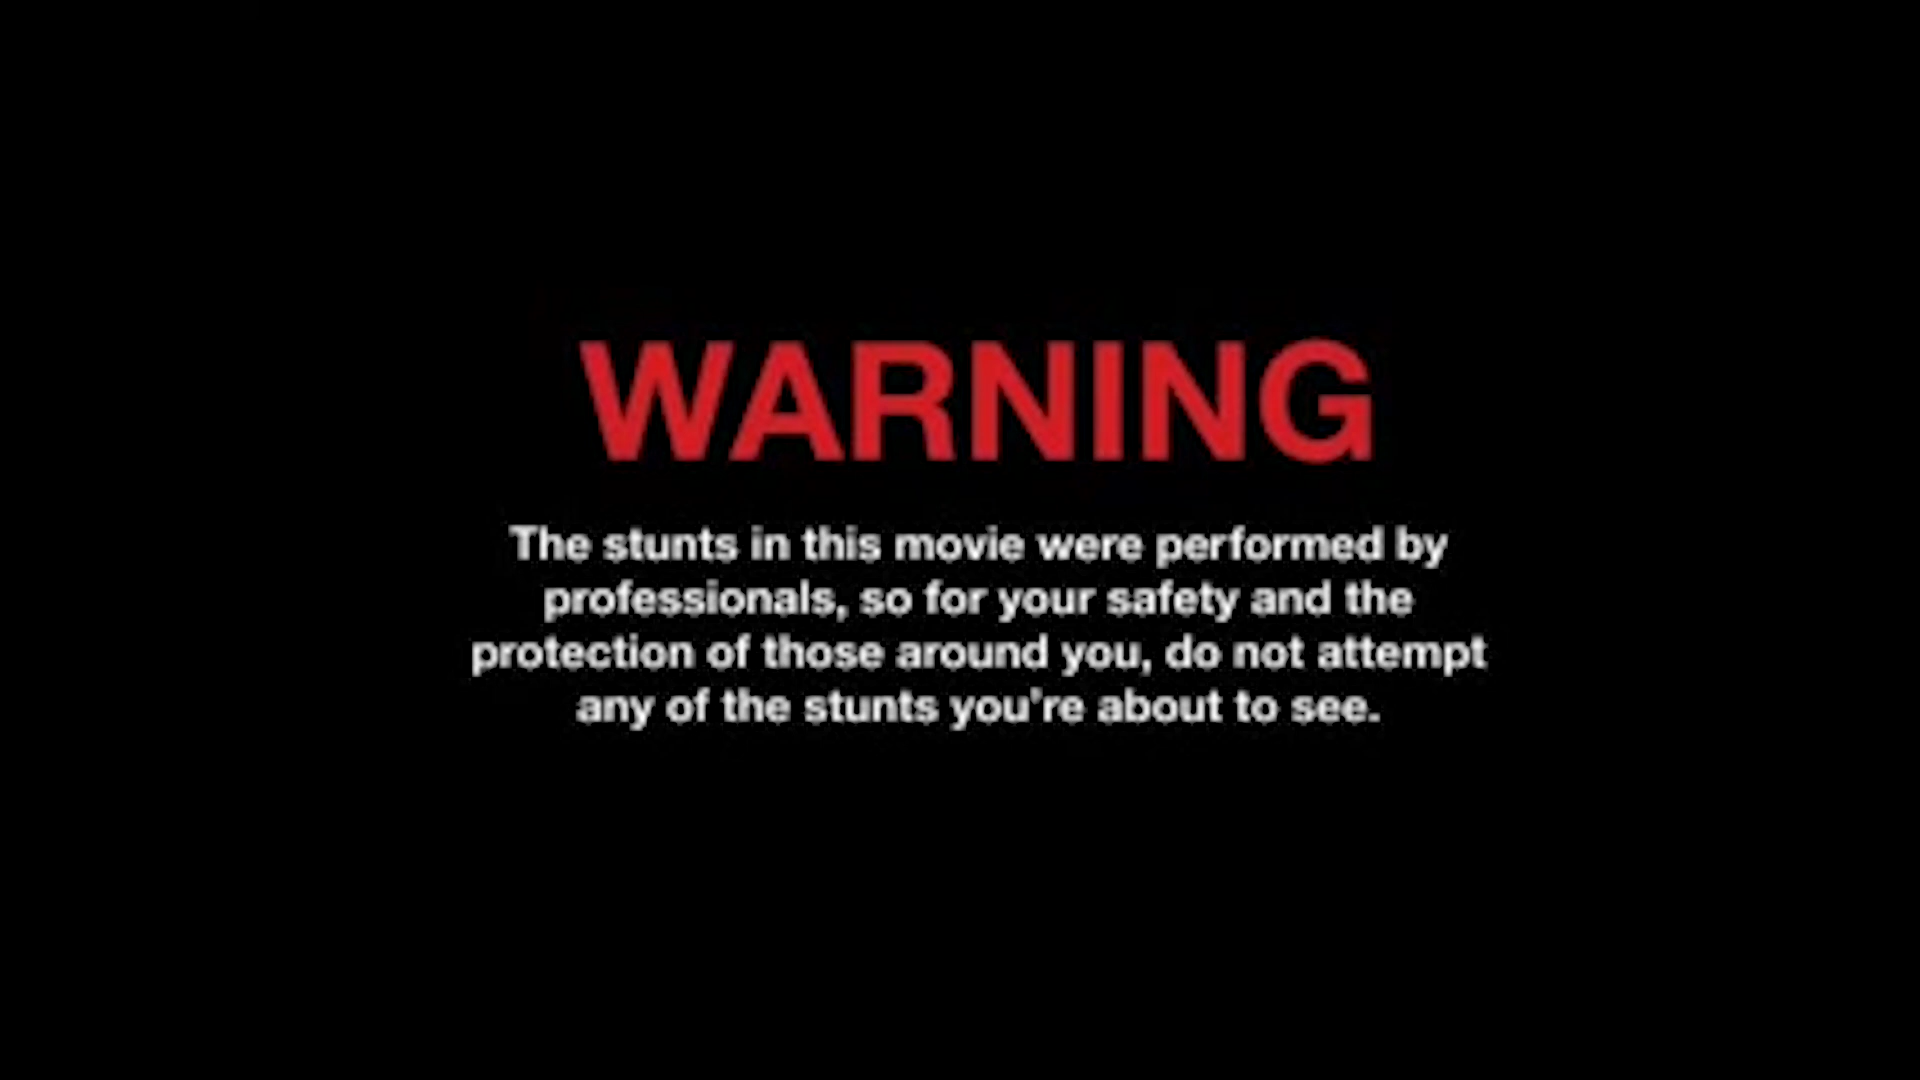 WARNING
The stunts in this movie were performed by
professionals, so for your safety and the
protection of those around you, do not attempt
any of the stunts you're about to see.